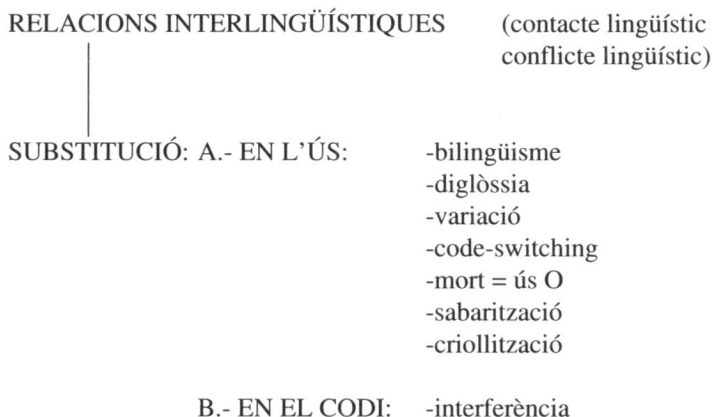 RELACIONS INTERLINGÜÍSTIQUES (contacte lingüístic
conflicte lingüístic)
SUBSTITUCIÓ: A.- EN L'ÚS: -bilingüisme
-diglòssia
-variació
-code-switching
-mort = ús O
-sabarització
-criollització
B.- EN EL CODI: -interferència